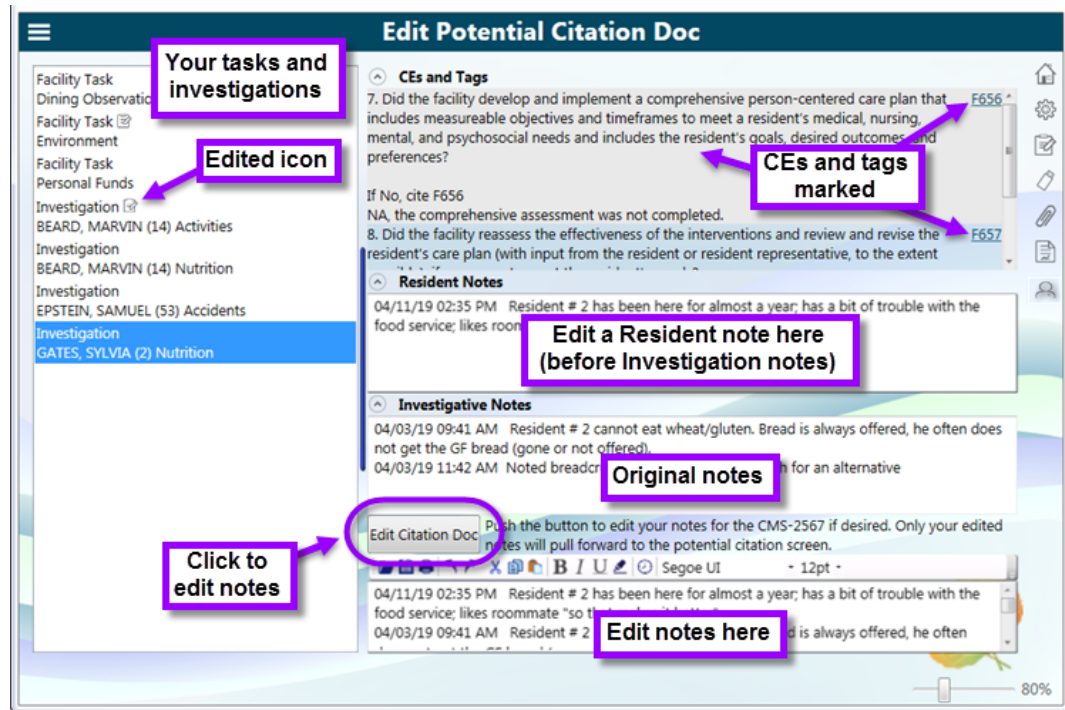 Edit Potential Citation Doc
Your tasks and
investigations
Facility Task
Dining Observatio
Facility Task
Environment
Facility Task
Personal Funds
Investigation
BEARD, MARVIN (14) Activities
Investigation
BEARD, MARVIN (14) Nutrition
Investigation
EPSTEIN, SAMUEL (53) Accidents
Investigation
GATES, SYLVIA (2) Nutrition
Edited icon
CEs and Tags
7. Did the facility develop and implement a comprehensive person-centered care plan that F656
includes measureable objectives and timeframes to meet a resident's medical, nursing,
mental, and psychosocial needs and includes the resident's goals, desired outcomes, and
preferences?
If No, cite F656
NA, the comprehensive assessment was not completed.
8. Did the facility reassess the effectiveness of the interventions and review and revise the F657
resident's care plan (with input from the resident or resident representative, to the extent
CEs and tags
marked
Resident Notes
04/11/19 02:35 PM Resident # 2 has been here for almost a year; has a bit of trouble with the
food service; likes
Edit a Resident note here
(before Investigation notes)
Investigative Notes
04/03/19 09:41 AM Resident # 2 cannot eat wheat/gluten. Bread is always offered, he often does
not get the GF bread (gone or not offered).
04/03/19 11:42 AM Noted for an alternative
Original notes
Edit Citation Doc
Push the button to edit your notes for the CMS-2567 if desired. Only your edited
notes will pull forward to the potential citation screen.
Click to
edit notes
B I U Segoe UI 12pt
04/11/19 02:35 PM Resident # 2 has been here for almost a year; has a bit of trouble with the
food service; likes roommate
04/03/19 09:41 AM Resident # 2 d is always offered, he often
Edit notes here
80%